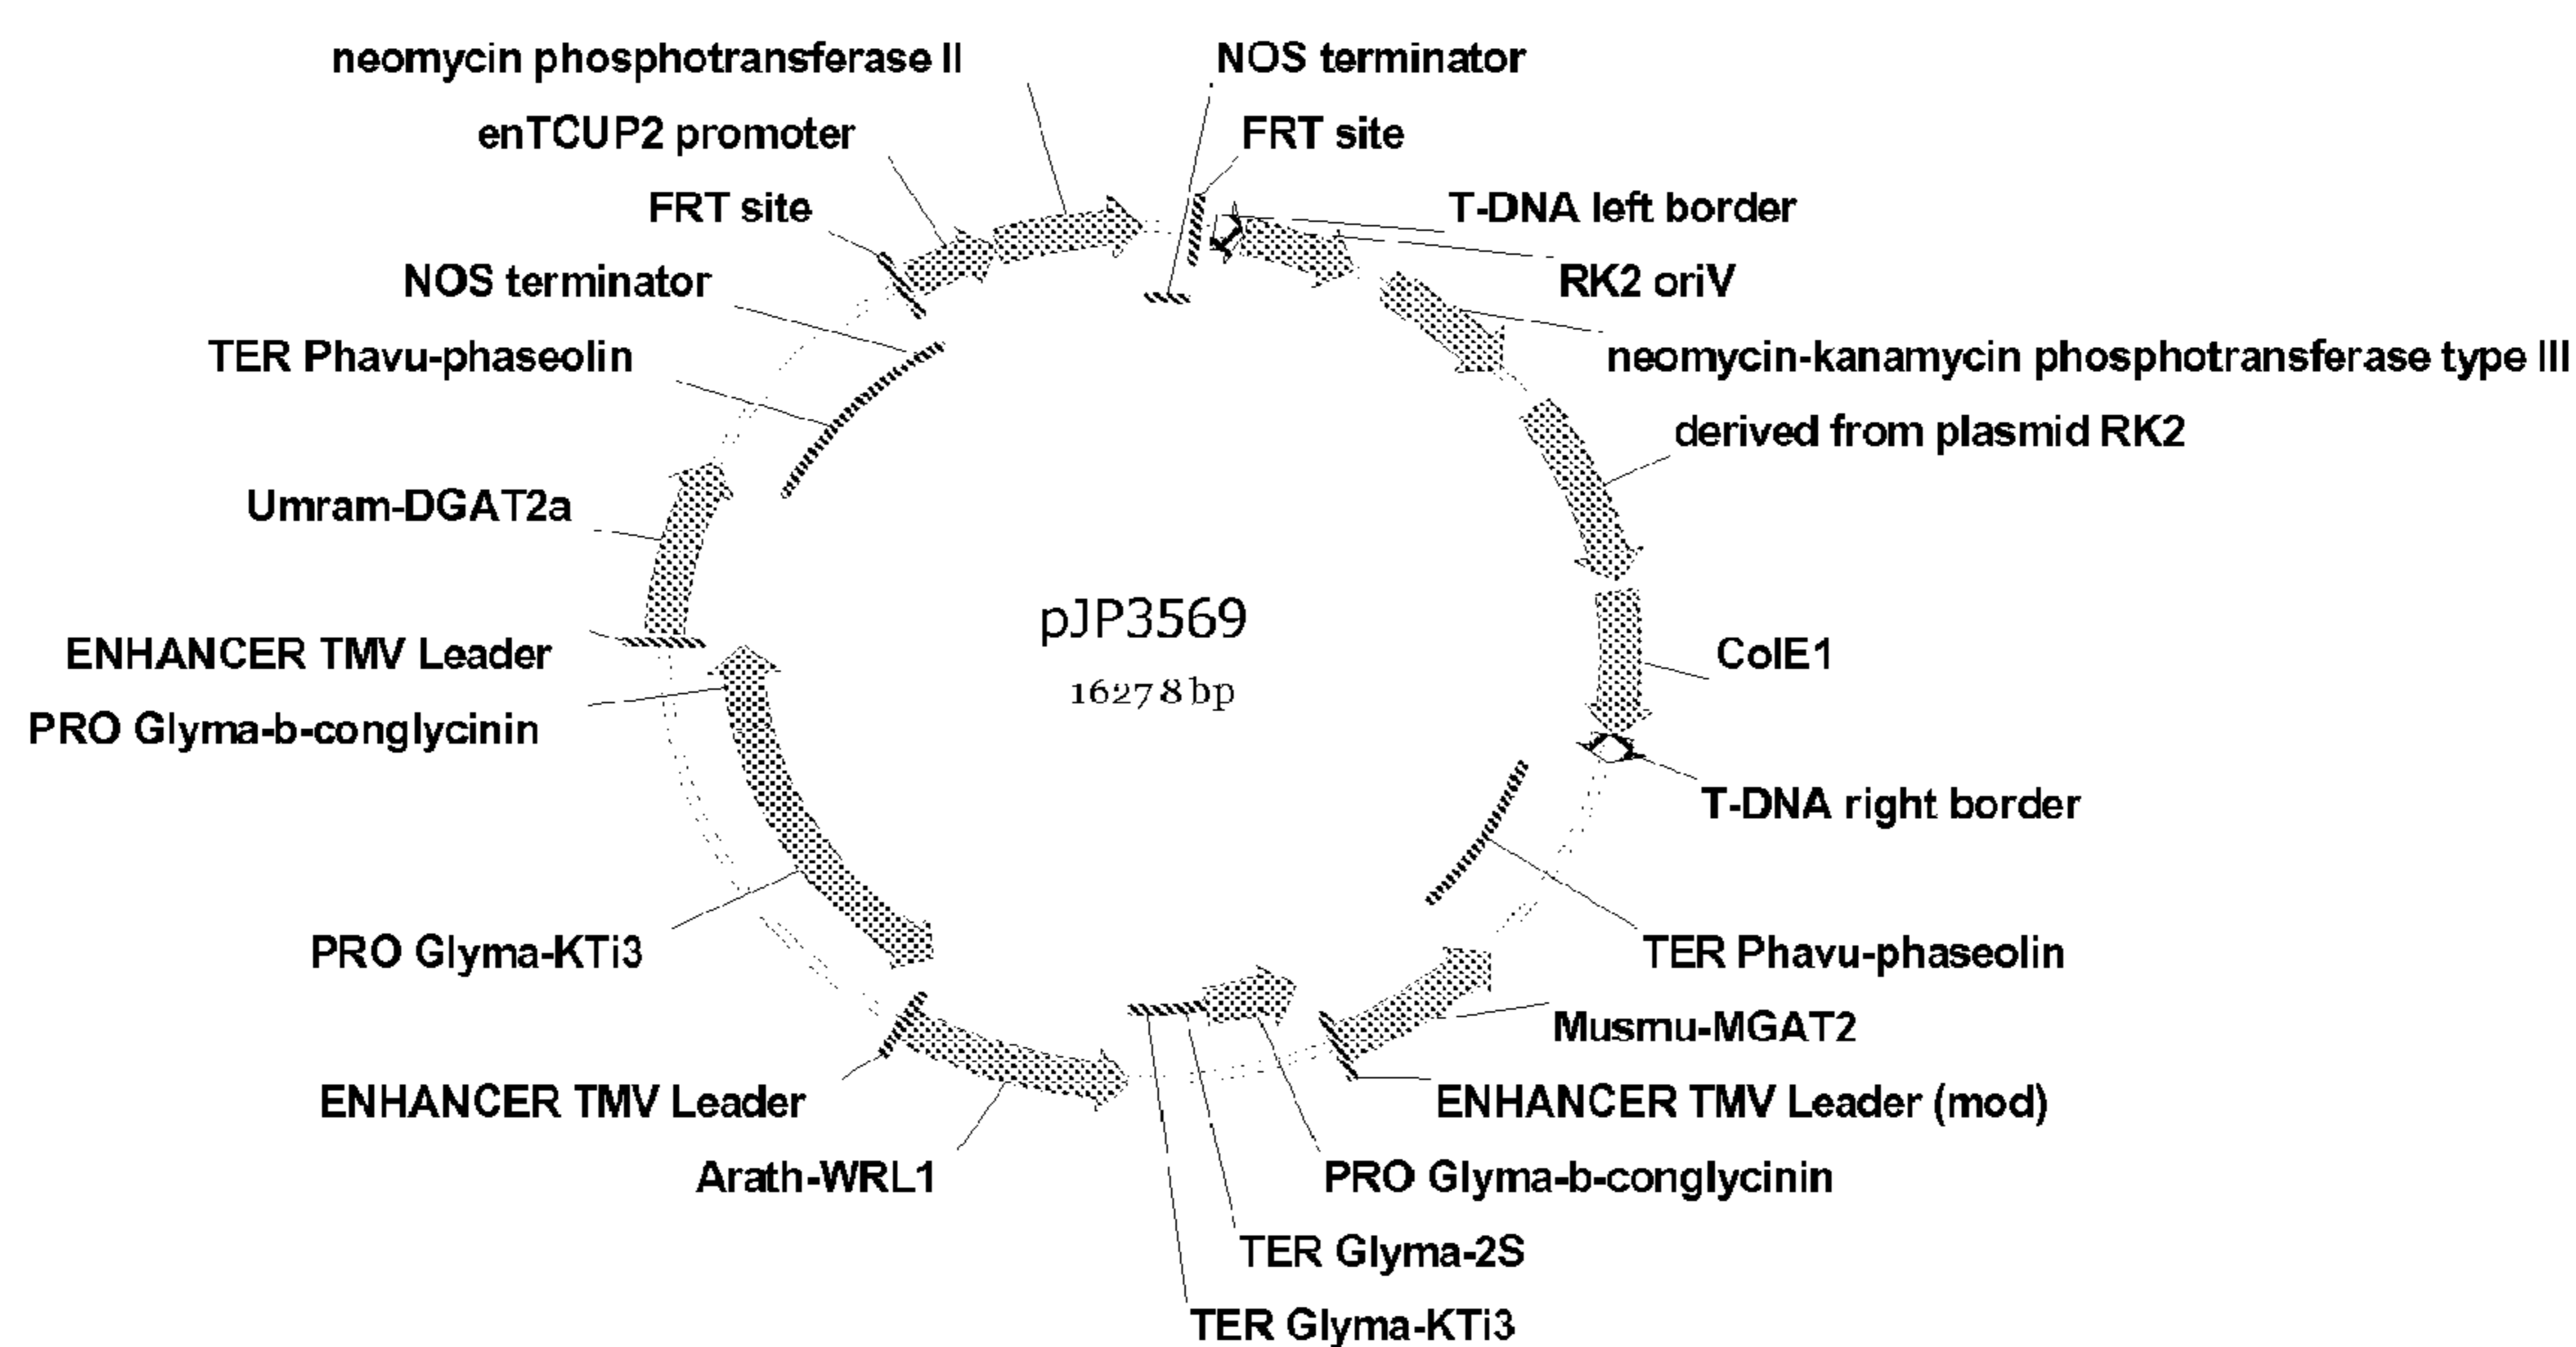 neomycin phosphotransferase II
NOS terminator
enTCUP2 promoter
FRT site
FRT site
T-DNA left border
NOS terminator
RK2 oriV
TER Phavu-phaseolin
neomycin-kanamycin phosphotransferase type III
derived from plasmid RK2
Umram-DGAT2a
pJP3569
ENHANCER TMV Leader
ColE1
16278 bp
PRO Glyma-b-conglycinin
T-DNA right border
PRO Glyma-KTi3
TER Phavu-phaseolin
Musmu-MGAT2
ENHANCER TMV Leader
ENHANCER TMV Leader (mod)
Arath-WRL1
PRO Glyma-b-conglycinin
TER Glyma-2S
TER Glyma-KTi3